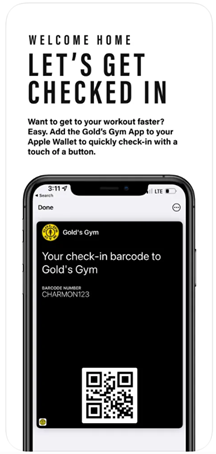 WELCOME HOME
LET'S GET
CHECKED IN
Want to get to your workout faster?
Easy. Add the Gold's Gym App to your
Apple Wallet to quickly check-in with a
touch of a button.
3:11
LTE
Search
Done
Gold's Gym
Your check-in barcode to
Gold's Gym
BARCODE NUMBER
CHARMON123